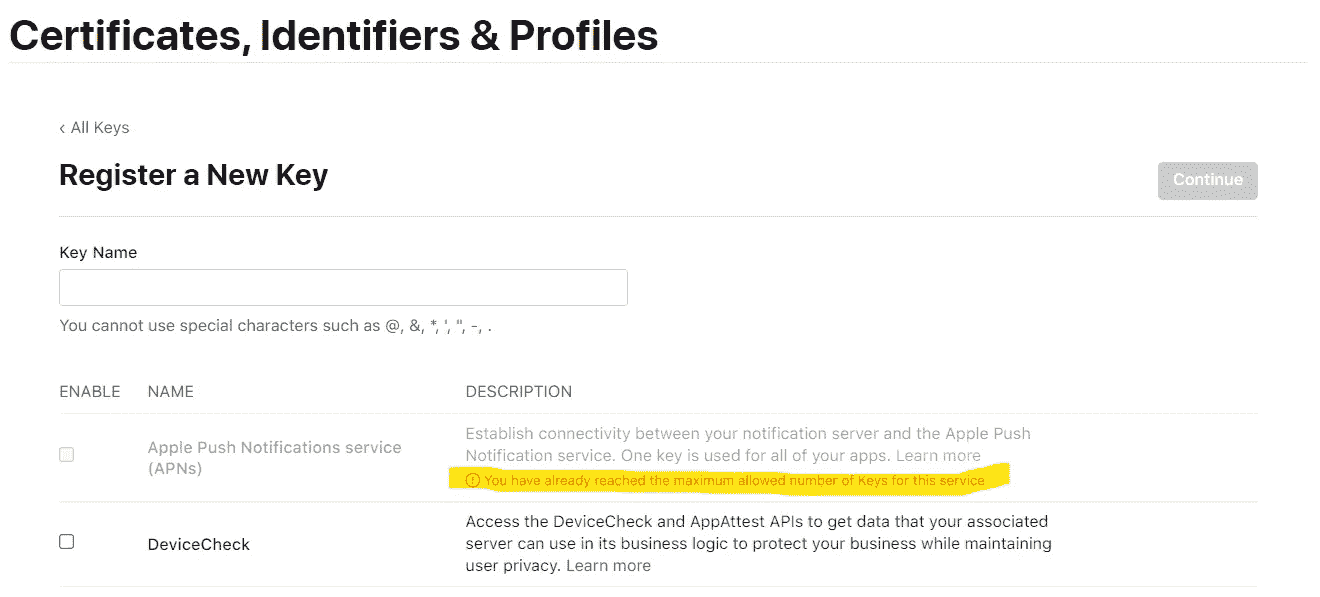 Certificates, Identifiers & Profiles
‹ All Keys
Register a New Key
Continue
Key Name
You cannot use special characters such as @, &, *, ', ", -, .
ENABLE NAME DESCRIPTION
Apple Push Notifications service
(APNs)
Establish connectivity between your notification server and the Apple Push
Notification service. One key is used for all of your apps. Learn more
You have already reached the maximum allowed number of Keys for this service
DeviceCheck
Access the DeviceCheck and AppAttest APIs to get data that your associated
server can use in its business logic to protect your business while maintaining
user privacy. Learn more